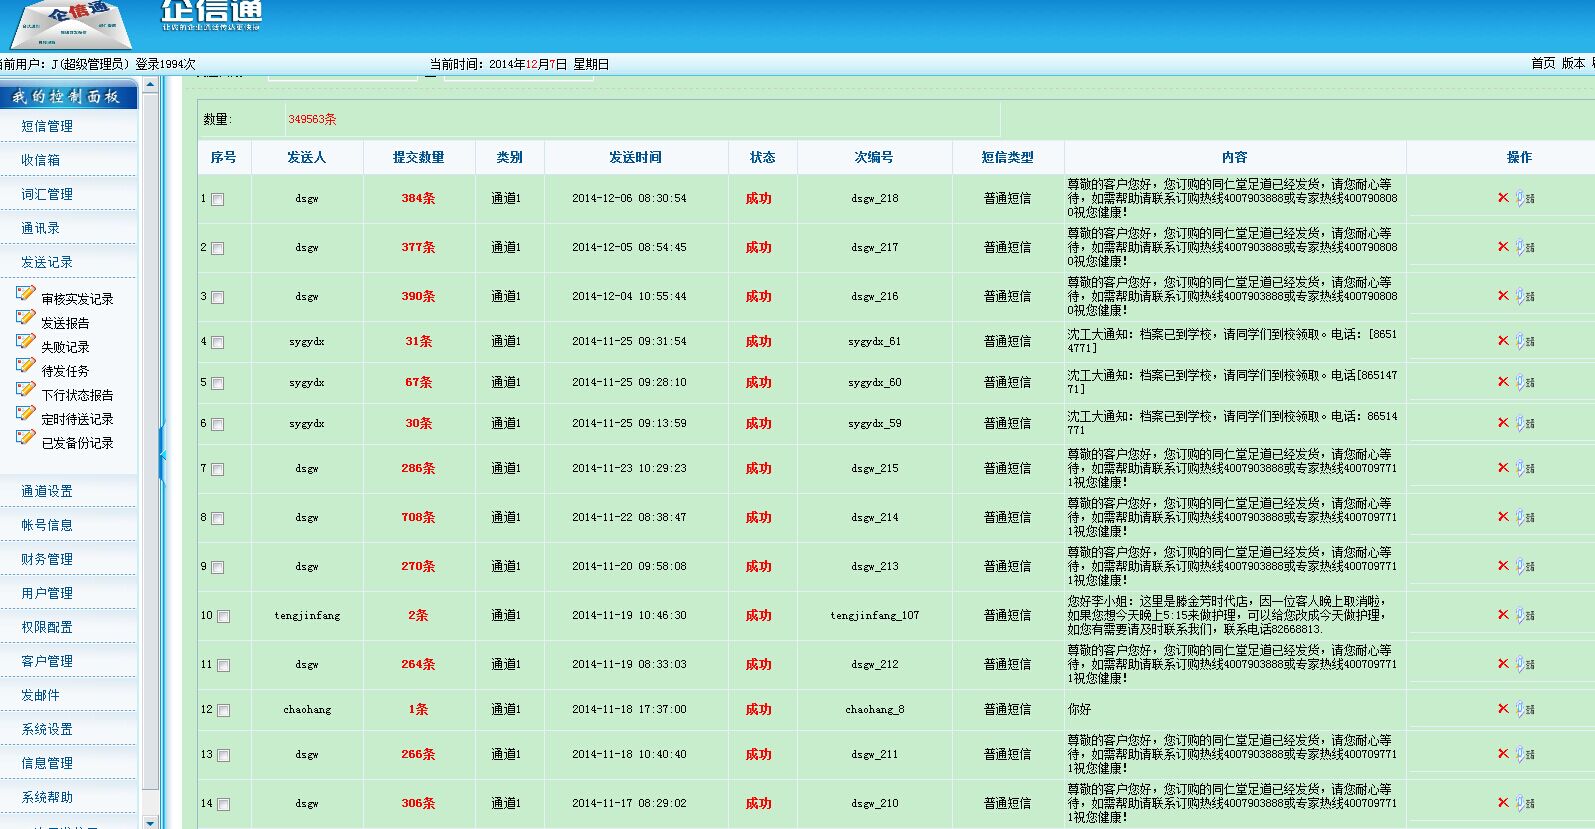 企信通
企信通
让您的企业沟通传达更快捷
当前用户：J(超级管理员) 登录1994次
当前时间：2014年12月7日 星期日
首页 版本
我的控制面板
短信管理
收信箱
词汇管理
通讯录
发送记录
审核实发记录
发送报告
失败记录
待发任务
下行状态报告
定时待送记录
已发备份记录
通道设置
帐号信息
财务管理
用户管理
权限配置
客户管理
发邮件
系统设置
信息管理
系统帮助
数量: 349563条
序号 发送人 提交数量 类别 发送时间 状态 次编号 短信类型 内容 操作
1 dsgw 384条 通道1 2014-12-06 08:30:54 成功 dsgw_218 普通短信
尊敬的客户您好，您订购的同仁堂足道已经发货，请您耐心等
待，如需帮助请联系订购热线4007903888或专家热线400790808
0祝您健康!
2 dsgw 377条 通道1 2014-12-05 08:54:45 成功 dsgw_217 普通短信
尊敬的客户您好，您订购的同仁堂足道已经发货，请您耐心等
待，如需帮助请联系订购热线4007903888或专家热线400790808
0祝您健康!
3 dsgw 390条 通道1 2014-12-04 10:55:44 成功 dsgw_216 普通短信
尊敬的客户您好，您订购的同仁堂足道已经发货，请您耐心等
待，如需帮助请联系订购热线4007903888或专家热线400790808
0祝您健康!
4 sygydx 31条 通道1 2014-11-25 09:31:54 成功 sygydx_61 普通短信
沈工大通知：档案已到学校，请同学们到校领取。电话：[8651
4771]
5 sygydx 67条 通道1 2014-11-25 09:28:10 成功 sygydx_60 普通短信
沈工大通知：档案已到学校，请同学们到校领取。电话[865147
71]
6 sygydx 30条 通道1 2014-11-25 09:13:59 成功 sygydx_59 普通短信
沈工大通知：档案已到学校，请同学们到校领取。电话：86514
771
7 dsgw 286条 通道1 2014-11-23 10:29:23 成功 dsgw_215 普通短信
尊敬的客户您好，您订购的同仁堂足道已经发货，请您耐心等
待，如需帮助请联系订购热线4007903888或专家热线400709771
1祝您健康!
8 dsgw 708条 通道1 2014-11-22 08:38:47 成功 dsgw_214 普通短信
尊敬的客户您好，您订购的同仁堂足道已经发货，请您耐心等
待，如需帮助请联系订购热线4007903888或专家热线400709771
1祝您健康!
9 dsgw 270条 通道1 2014-11-20 09:58:08 成功 dsgw_213 普通短信
尊敬的客户您好，您订购的同仁堂足道已经发货，请您耐心等
待，如需帮助请联系订购热线4007903888或专家热线400709771
1祝您健康!
10 tengjinfang 2条 通道1 2014-11-19 10:46:30 成功 tengjinfang_107 普通短信
您好李小姐：这里是滕金芳时代店，因一位客人晚上取消啦，
如果您想今天晚上5:15来做护理，可以给您改成今天做护理，
如您有需要请及时联系我们，联系电话82668813.
11 dsgw 264条 通道1 2014-11-19 08:33:03 成功 dsgw_212 普通短信
尊敬的客户您好，您订购的同仁堂足道已经发货，请您耐心等
待，如需帮助请联系订购热线4007903888或专家热线400709771
1祝您健康!
12 chaohang 1条 通道1 2014-11-18 17:37:00 成功 chaohang_8 普通短信 你好
13 dsgw 266条 通道1 2014-11-18 10:40:40 成功 dsgw_211 普通短信
尊敬的客户您好，您订购的同仁堂足道已经发货，请您耐心等
待，如需帮助请联系订购热线4007903888或专家热线400709771
1祝您健康!
14 dsgw 306条 通道1 2014-11-17 08:29:02 成功 dsgw_210 普通短信
尊敬的客户您好，您订购的同仁堂足道已经发货，请您耐心等
待，如需帮助请联系订购热线4007903888或专家热线400709771
1祝您健康!